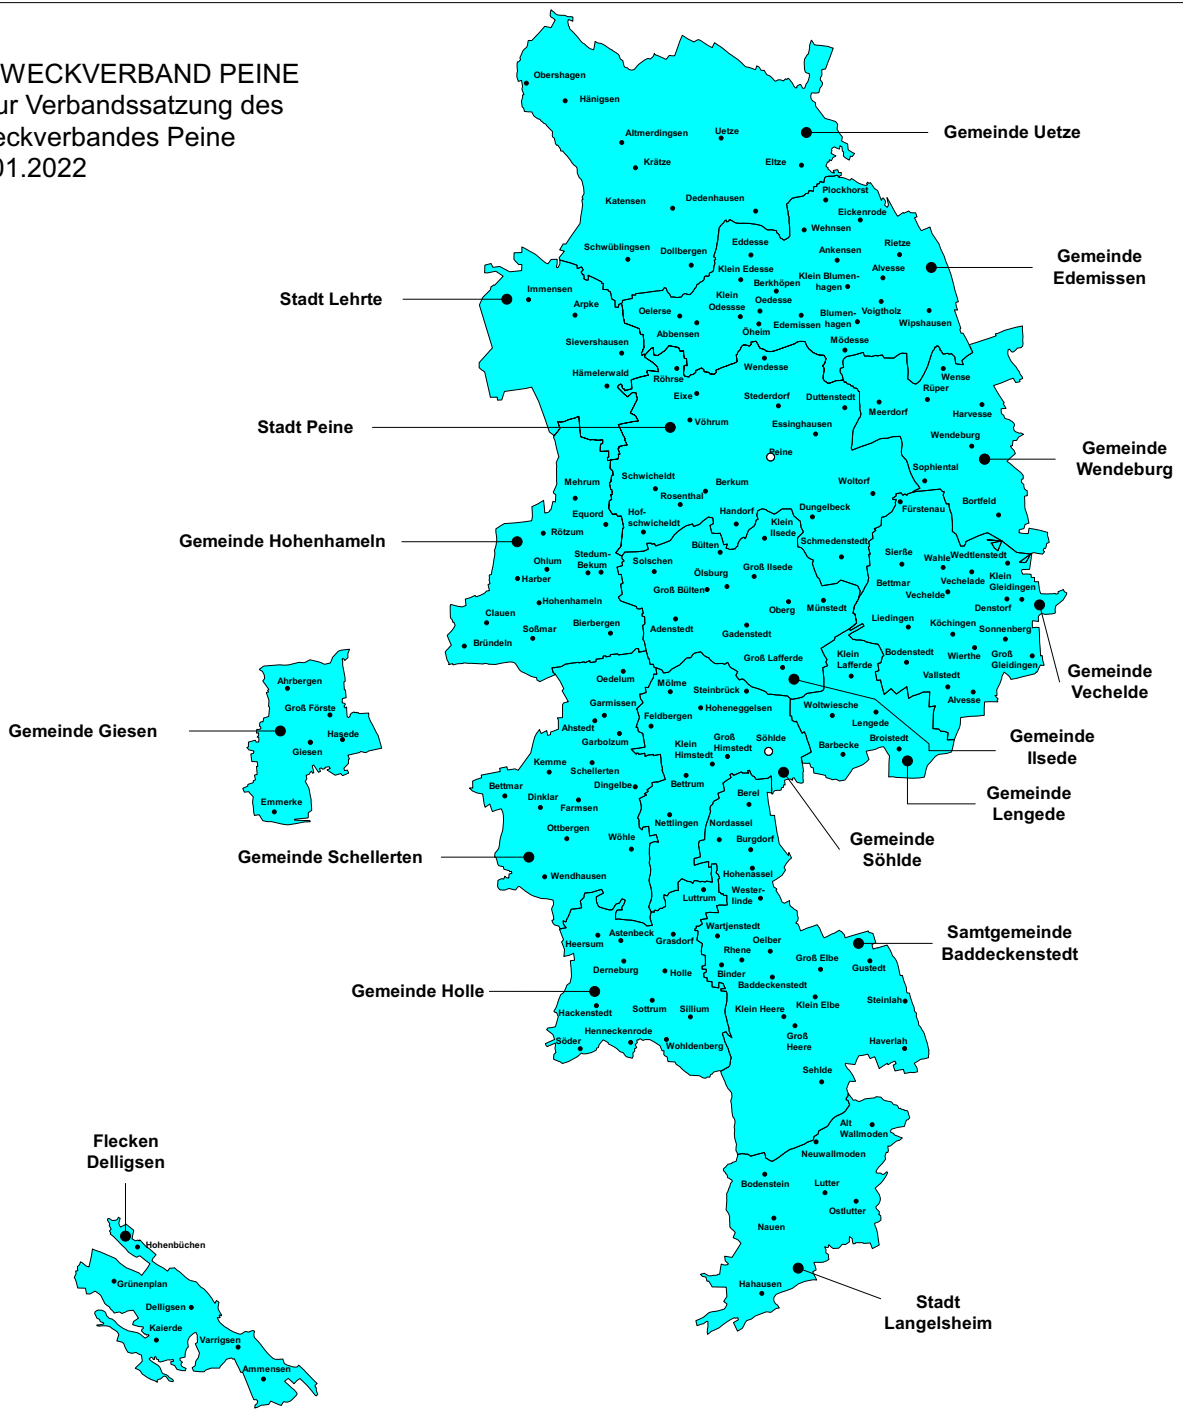 WECKVERBAND PEINE
ur Verbandssatzung des
eckverbandes Peine
01.2022
Obershagen
Hänigsen
Altmerdingsen
Uetze
Gemeinde Uetze
Krätze
Eltze
Katensen
Dedenhausen
Plockhorst
Eickenrode
Wehnsen
Schwüblingsen
Dollbergen
Eddesse
Ankensen
Rietze
Gemeinde
Edemissen
Klein Edesse
Berkhöpen
Klein Blumen-
hagen
Alvesse
Stadt Lehrte
Immensen
Arpke
Oelerse
Abbensen
Klein
Odessse
Oedesse
Öheim
Edemissen
Blumen-
hagen
Voigtholz
Wipshausen
Sievershausen
Mödesse
Hämelerwald
Röhrse
Wendesse
Wense
Rüper
Eixe
Stederdorf
Duttenstedt
Meerdorf
Harvesse
Stadt Peine
Vöhrum
Essinghausen
Wendeburg
Gemeinde
Wendeburg
Peine
Sophiental
Mehrum
Schwicheldt
Rosenthal
Berkum
Woltorf
Bortfeld
Equord
Hof-
schwicheldt
Handorf
Klein
Ilsede
Dungelbeck
Fürstenau
Gemeinde Hohenhameln
Rötzum
Schmedenstedt
Ohlum
Stedum-
Bekum
Harber
Solschen
Bülten
Ölsburg
Groß Ilsede
Groß Bülten
Sierße
Wahle
Wedtlenstedt
Bettmar
Vechelade
Vechelde
Klein
Gleidingen
Denstorf
Hohenhameln
Clauen
Soßmar
Bierbergen
Bründeln
Adenstedt
Gadenstedt
Oberg
Münstedt
Liedingen
Köchingen
Sonnenberg
Groß Lafferde
Klein
Lafferde
Bodenstedt
Wierthe
Groß
Gleidingen
Vallstedt
Alvesse
Gemeinde
Vechelde
Ahrbergen
Groß Förste
Gemeinde Giesen
Hasede
Giesen
Emmerke
Oedelum
Garmissen
Ahstedt
Garbolzum
Mölme
Steinbrück
Feldbergen
Hoheneggelsen
Klein
Himstedt
Groß
Himstedt
Söhlde
Woltwiesche
Lengede
Barbecke
Broistedt
Gemeinde
Ilsede
Gemeinde
Lengede
Kemme
Schellerten
Bettmar
Dinklar
Farmsen
Dingelbe
Bettrum
Berel
Ottbergen
Wöhle
Nettlingen
Nordassel
Burgdorf
Gemeinde
Söhlde
Gemeinde Schellerten
Wendhausen
Hohenassel
Luttrum
Wester-
linde
Heersum
Astenbeck
Grasdorf
Wartjenstedt
Oelber
Rhene
Samtgemeinde
Baddeckenstedt
Derneburg
Holle
Binder
Baddeckenstedt
Groß Elbe
Gustedt
Gemeinde Holle
Hackenstedt
Sottrum
Sillium
Klein Heere
Klein Elbe
Steinlah
Söder
Henneckenrode
Wohldenberg
Groß
Heere
Haverlah
Sehlde
Alt
Wallmoden
Neuwallmoden
Flecken
Delligsen
Bodenstein
Lutter
Ostlutter
Nauen
Hohenbüchen
Grünenplan
Hahausen
Delligsen
Stadt
Langelsheim
Kaierde
Varrigsen
Ammensen